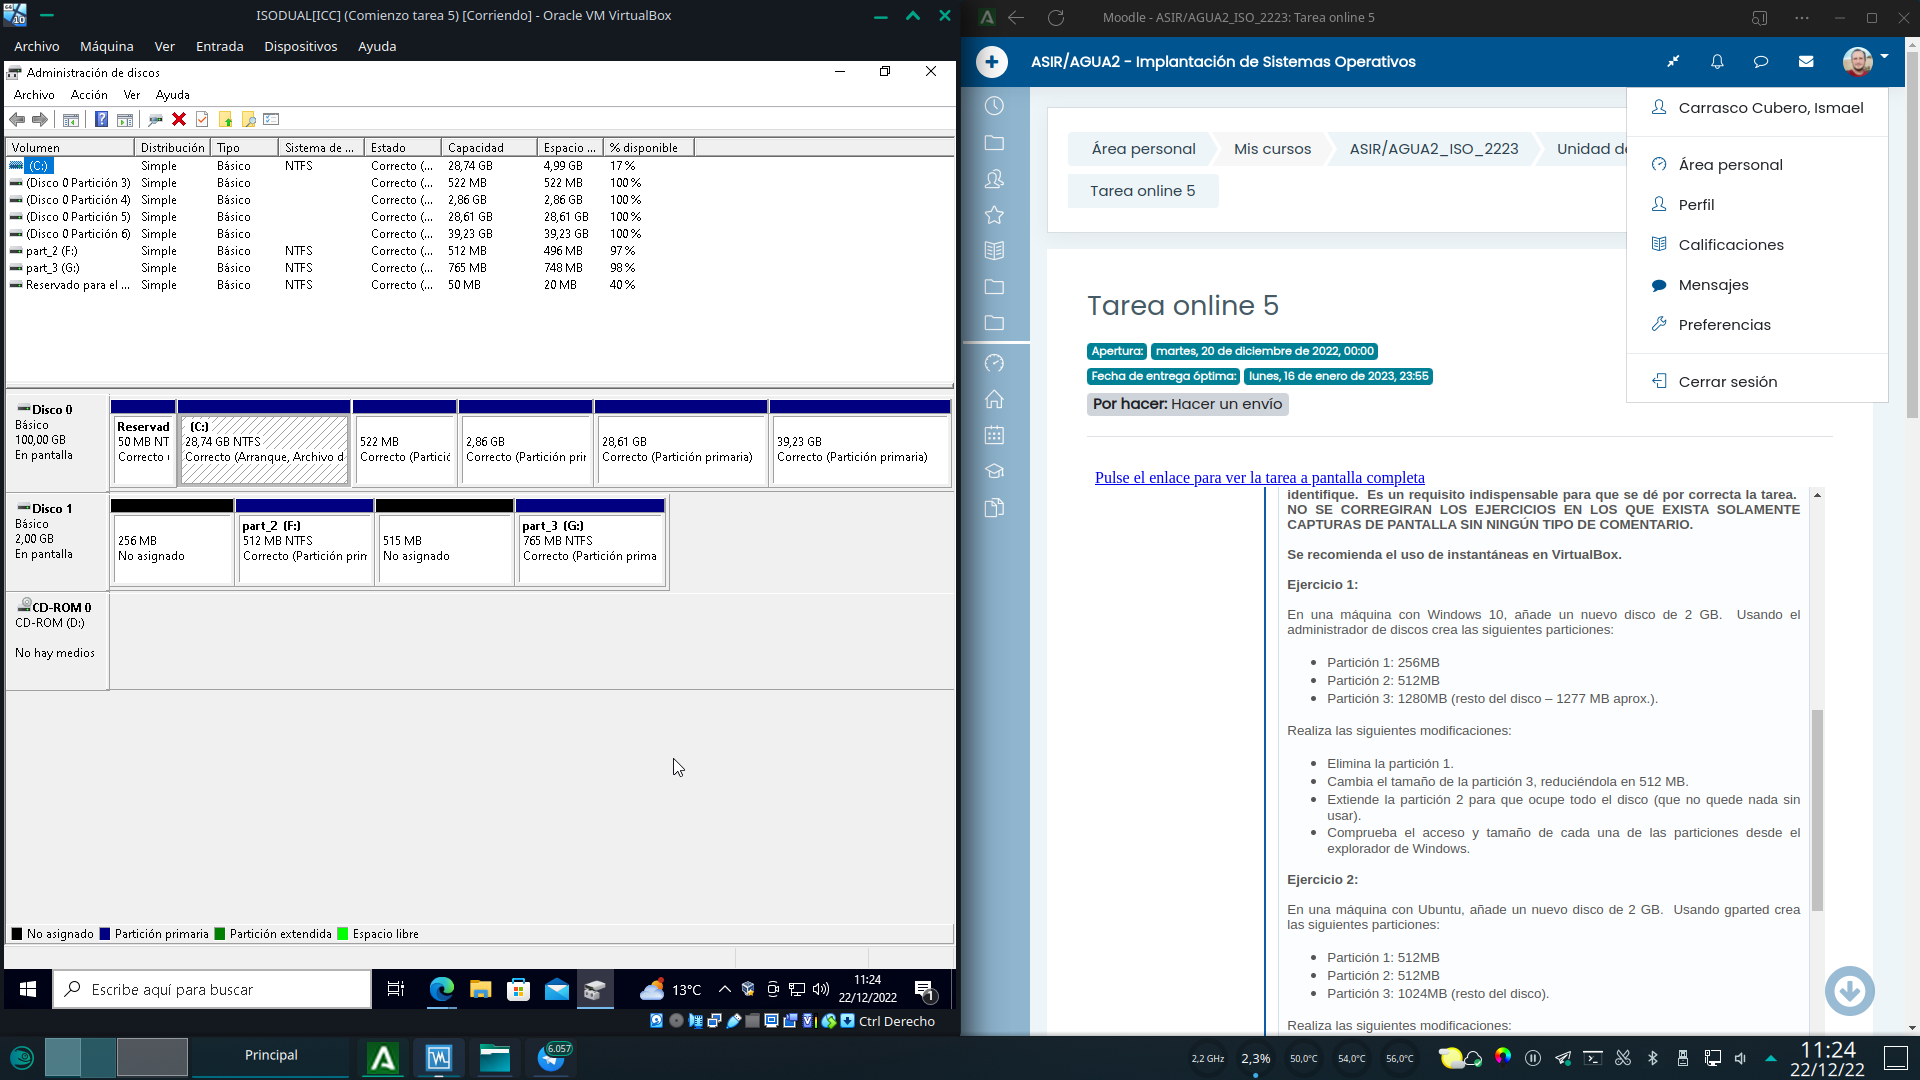 ISODUAL[ICC] (Comienzo tarea 5) [Corriendo] - Oracle VM VirtualBox
Archivo Máquina Ver Entrada Dispositivos Ayuda
Administración de discos
Archivo Acción Ver Ayuda
Volumen Distribución Tipo Sistema de ... Estado Capacidad Espacio ... % disponible
(C:) Simple Básico NTFS Correcto (... 28,74 GB 4,99 GB 17 %
(Disco 0 Partición 3) Simple Básico Correcto (... 522 MB 522 MB 100 %
(Disco 0 Partición 4) Simple Básico Correcto (... 2,86 GB 2,86 GB 100 %
(Disco 0 Partición 5) Simple Básico Correcto (... 28,61 GB 28,61 GB 100 %
(Disco 0 Partición 6) Simple Básico Correcto (... 39,23 GB 39,23 GB 100 %
part_2 (F:) Simple Básico NTFS Correcto (... 512 MB 496 MB 97 %
part_3 (G:) Simple Básico NTFS Correcto (... 765 MB 748 MB 98 %
Reservado para el ... Simple Básico NTFS Correcto (... 50 MB 20 MB 40 %
Disco 0
Básico
100,00 GB
En pantalla
Reservad
50 MB NT
Correcto
(C:)
28,74 GB NTFS
Correcto (Arranque, Archivo d
522 MB
Correcto (Partici
2,86 GB
Correcto (Partición prir
28,61 GB
Correcto (Partición primaria)
39,23 GB
Correcto (Partición primaria)
Disco 1
Básico
2,00 GB
En pantalla
256 MB
No asignado
part_2 (F:)
512 MB NTFS
Correcto (Partición prin
515 MB
No asignado
part_3 (G:)
765 MB NTFS
Correcto (Partición prima
CD-ROM 0
CD-ROM (D:)
No hay medios
No asignado Partición primaria Partición extendida Espacio libre
Escribe aquí para buscar
13°C
11:24
22/12/2022
1
Ctrl Derecho
Moodle - ASIR/AGUA2_ISO_2223: Tarea online 5
ASIR/AGUA2 - Implantación de Sistemas Operativos
Carrasco Cubero, Ismael
Área personal
Perfil
Calificaciones
Mensajes
Preferencias
Cerrar sesión
Área personal Mis cursos ASIR/AGUA2_ISO_2223 Unidad de
Tarea online 5
Tarea online 5
Apertura: martes, 20 de diciembre de 2022, 00:00
Fecha de entrega óptima: lunes, 16 de enero de 2023, 23:55
Por hacer: Hacer un envío
Pulse el enlace para ver la tarea a pantalla completa
identifique. Es un requisito indispensable para que se dé por correcta la tarea.
NO SE CORREGIRAN LOS EJERCICIOS EN LOS QUE EXISTA SOLAMENTE
CAPTURAS DE PANTALLA SIN NINGÚN TIPO DE COMENTARIO.
Se recomienda el uso de instantáneas en VirtualBox.
Ejercicio 1:
En una máquina con Windows 10, añade un nuevo disco de 2 GB. Usando el
administrador de discos crea las siguientes particiones:
• Partición 1: 256MB
• Partición 2: 512MB
• Partición 3: 1280MB (resto del disco – 1277 MB aprox.).
Realiza las siguientes modificaciones:
• Elimina la partición 1.
• Cambia el tamaño de la partición 3, reduciéndola en 512 MB.
• Extiende la partición 2 para que ocupe todo el disco (que no quede nada sin
usar).
• Comprueba el acceso y tamaño de cada una de las particiones desde el
explorador de Windows.
Ejercicio 2:
En una máquina con Ubuntu, añade un nuevo disco de 2 GB. Usando gparted crea
las siguientes particiones:
• Partición 1: 512MB
• Partición 2: 512MB
• Partición 3: 1024MB (resto del disco).
Realiza las siguientes modificaciones:
Principal
6.057
2,2 GHz
2,3%
50,0°C
54,0°C
56,0°C
11:24
22/12/22